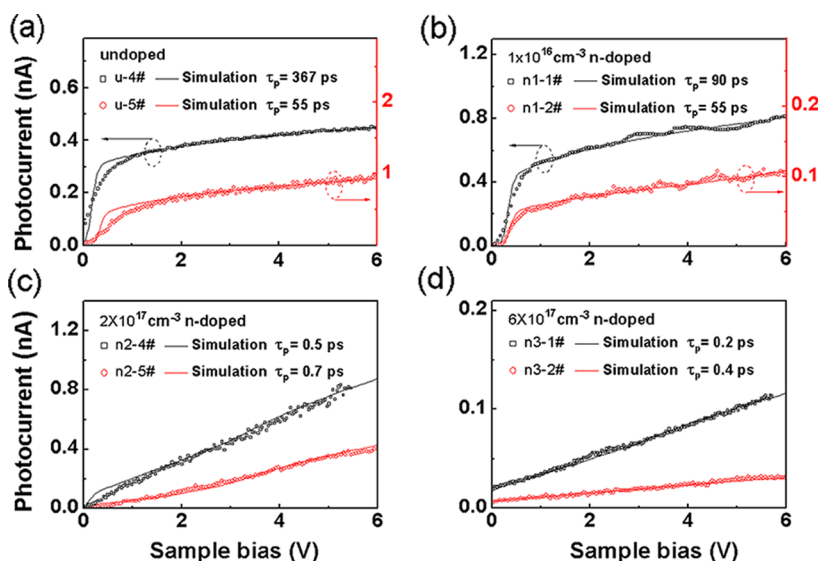 (a)
Photocurrent (nA)
undoped
u-4# Simulation τp= 367 ps
u-5# Simulation τp= 55 ps
0.6
0.4
0.2
0.0
2
1
0 2 4 6
(b)
1x10^16cm^-3 n-doped
n1-1# Simulation τp= 90 ps
n1-2# Simulation τp= 55 ps
1.2
0.8
0.4
0.0
0.2
0.1
0.0
0 2 4 6
(c)
Photocurrent (nA)
2X10^17cm^-3 n-doped
n2-4# Simulation τp= 0.5 ps
n2-5# Simulation τp= 0.7 ps
1.2
0.8
0.4
0.0
0 2 4 6
Sample bias (V)
(d)
6X10^17cm^-3 n-doped
n3-1# Simulation τp= 0.2 ps
n3-2# Simulation τp= 0.4 ps
0.2
0.1
0.0
0 2 4 6
Sample bias (V)